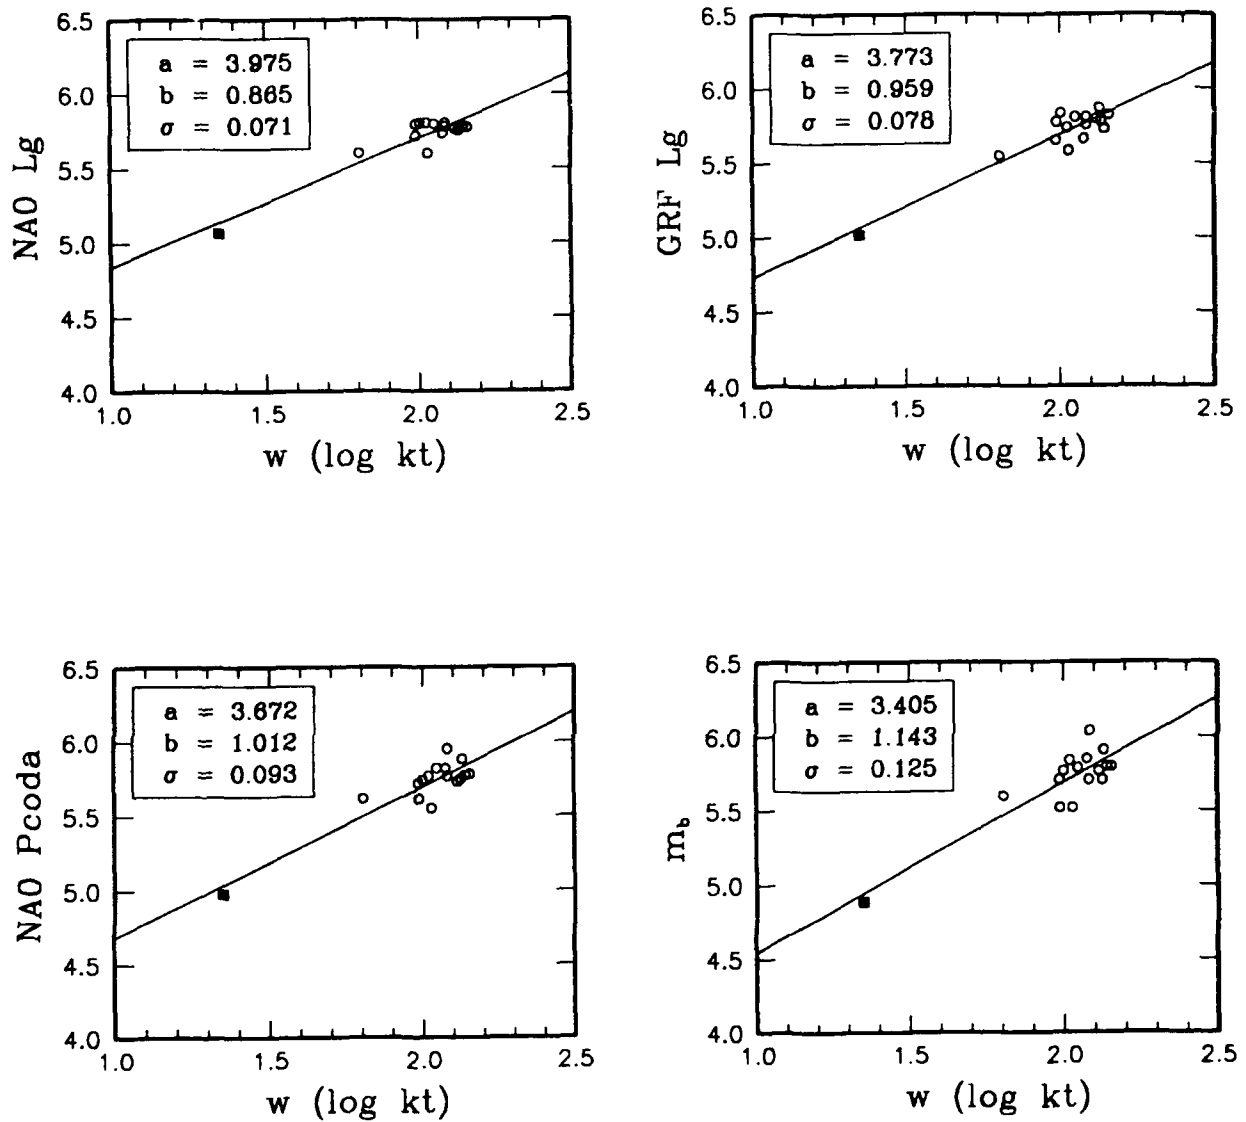 6.5
6.0
5.5
5.0
4.5
4.0
NAO Lg
a = 3.975
b = 0.865
σ = 0.071
1.0
1.5
2.0
2.5
w (log kt)
6.5
6.0
5.5
5.0
4.5
4.0
GRF Lg
a = 3.773
b = 0.959
σ = 0.078
1.0
1.5
2.0
2.5
w (log kt)
6.5
6.0
5.5
5.0
4.5
4.0
NAO Pcoda
a = 3.672
b = 1.012
σ = 0.093
1.0
1.5
2.0
2.5
w (log kt)
6.5
6.0
5.5
5.0
4.5
4.0
m_b
a = 3.405
b = 1.143
σ = 0.125
1.0
1.5
2.0
2.5
w (log kt)